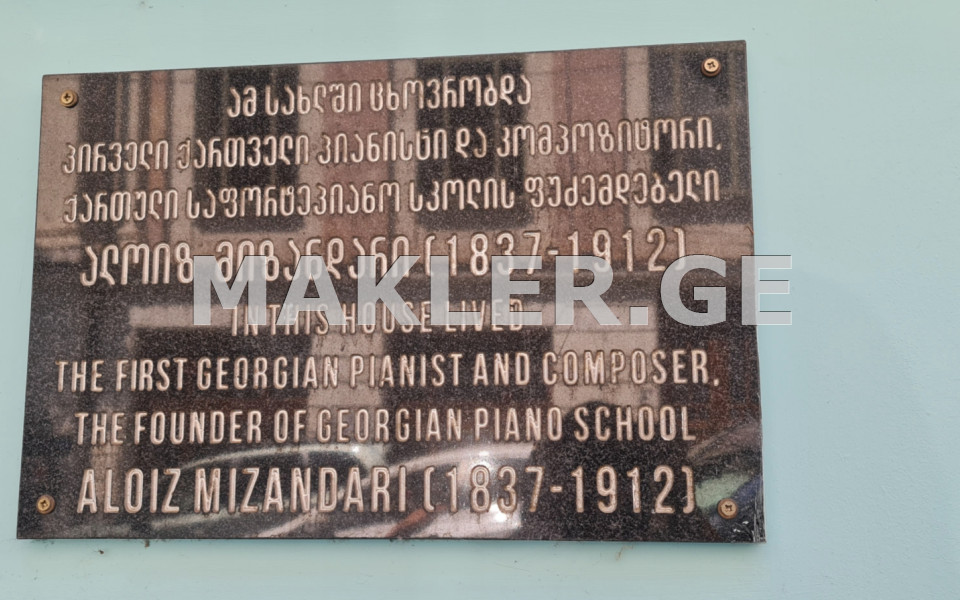 ამ სახლში ცხოვრობდა
პირველი ქართველი პიანისტი და კომპოზიტორი,
ქართული საფორტეპიანო სკოლის ფუძემდებელი
ალოიზ მიზანდარი (1837-1912)
MAKLER.GE
IN THIS HOUSE LIVED
THE FIRST GEORGIAN PIANIST AND COMPOSER,
THE FOUNDER OF GEORGIAN PIANO SCHOOL
ALOIZ MIZANDARI (1837-1912)